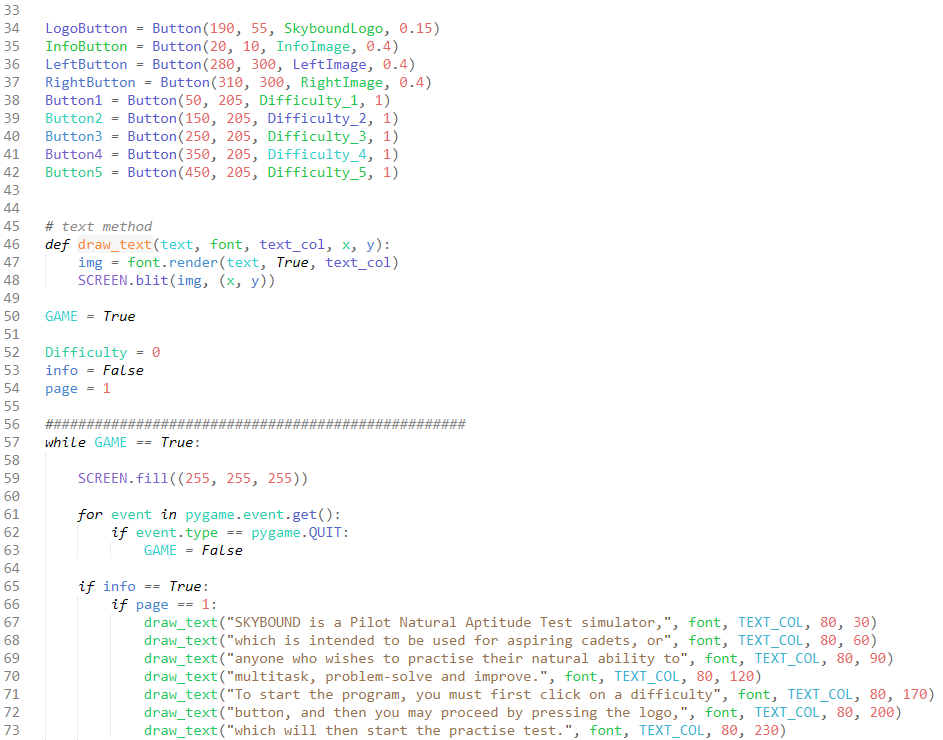 33
34 LogoButton = Button(190, 55, SkyboundLogo, 0.15)
35 InfoButton = Button(20, 10, InfoImage, 0.4)
36 LeftButton = Button(280, 300, LeftImage, 0.4)
37 RightButton = Button(310, 300, RightImage, 0.4)
38 Button1 = Button(50, 205, Difficulty_1, 1)
39 Button2 = Button(150, 205, Difficulty_2, 1)
40 Button3 = Button(250, 205, Difficulty_3, 1)
41 Button4 = Button(350, 205, Difficulty_4, 1)
42 Button5 = Button(450, 205, Difficulty_5, 1)
43
44
45 # text method
46 def draw_text(text, font, text_col, x, y):
47     img = font.render(text, True, text_col)
48     SCREEN.blit(img, (x, y))
49
50 GAME = True
51
52 Difficulty = 0
53 info = False
54 page = 1
55
56 ###################################################
57 while GAME == True:
58
59     SCREEN.fill((255, 255, 255))
60
61     for event in pygame.event.get():
62         if event.type == pygame.QUIT:
63             GAME = False
64
65     if info == True:
66         if page == 1:
67             draw_text("SKYBOUND is a Pilot Natural Aptitude Test simulator,", font, TEXT_COL, 80, 30)
68             draw_text("which is intended to be used for aspiring cadets, or", font, TEXT_COL, 80, 60)
69             draw_text("anyone who wishes to practise their natural ability to", font, TEXT_COL, 80, 90)
70             draw_text("multitask, problem-solve and improve.", font, TEXT_COL, 80, 120)
71             draw_text("To start the program, you must first click on a difficulty", font, TEXT_COL, 80, 170)
72             draw_text("button, and then you may proceed by pressing the logo,", font, TEXT_COL, 80, 200)
73             draw_text("which will then start the practise test.", font, TEXT_COL, 80, 230)